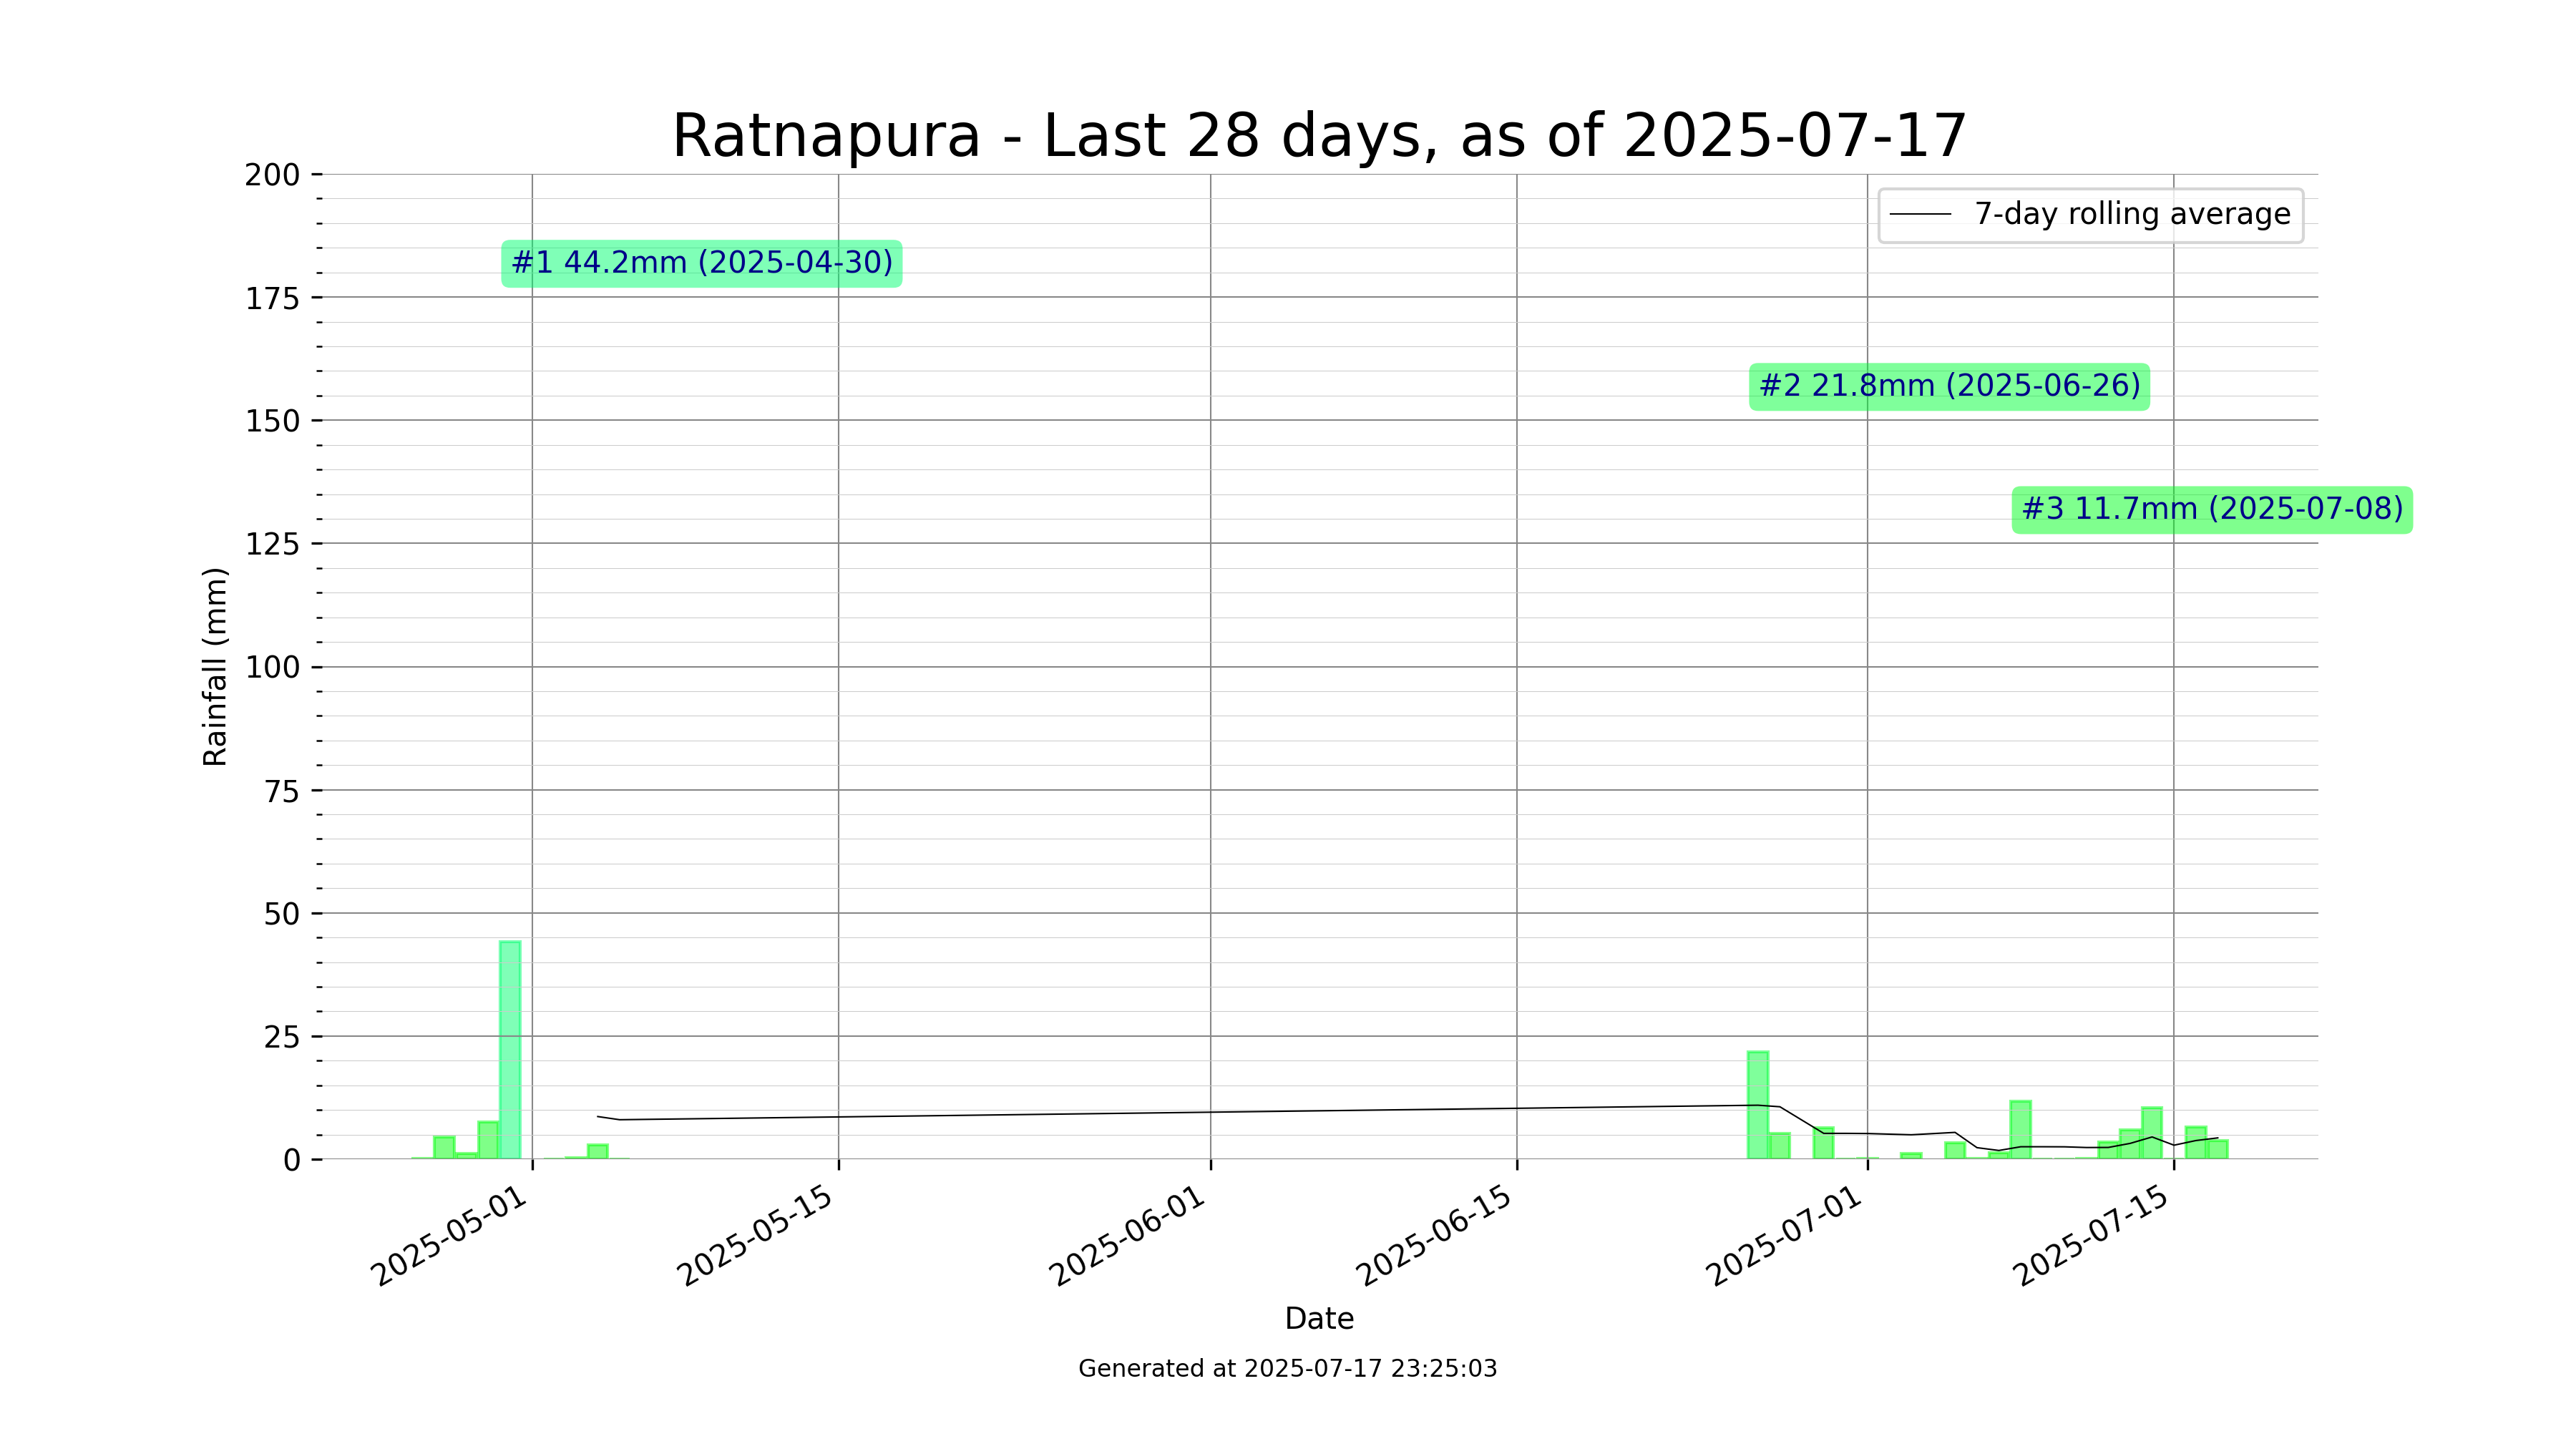 Ratnapura - Last 28 days, as of 2025-07-17
200
175
150
125
100
75
50
25
0
Rainfall (mm)
7-day rolling average
#1 44.2mm (2025-04-30)
#2 21.8mm (2025-06-26)
#3 11.7mm (2025-07-08)
2025-05-01
2025-05-15
2025-06-01
2025-06-15
2025-07-01
2025-07-15
Date
Generated at 2025-07-17 23:25:03